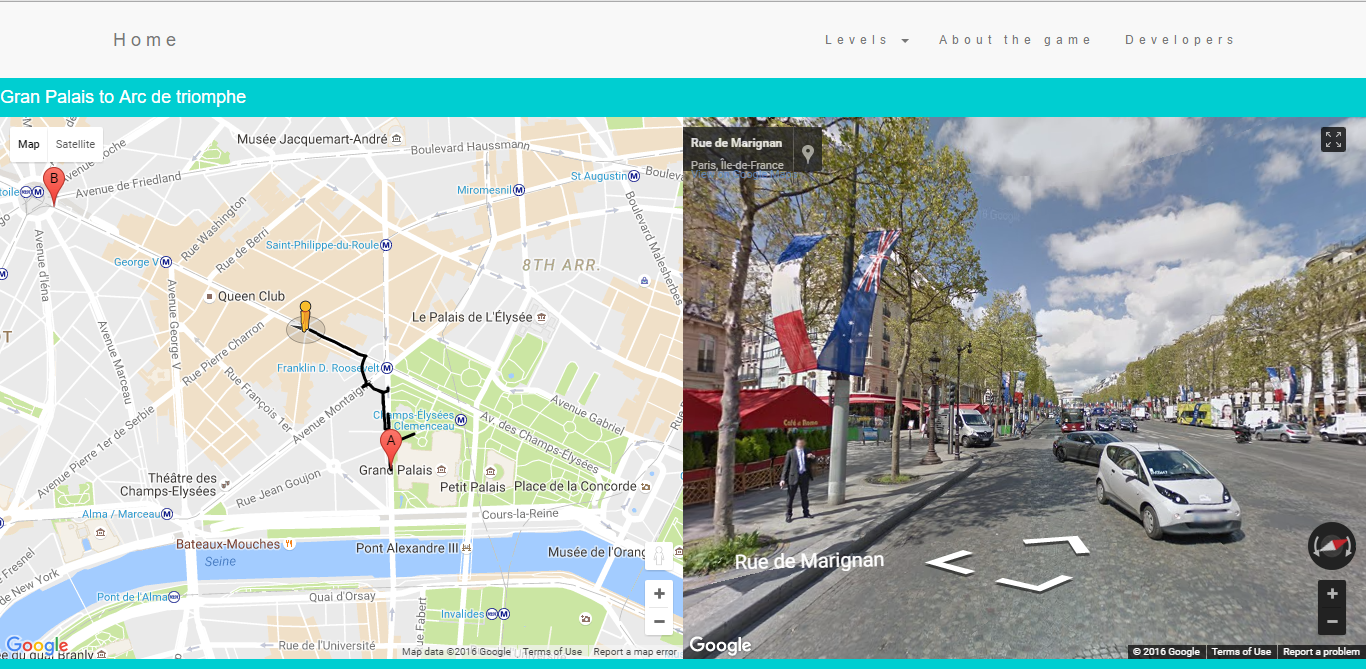 Home
Levels
About the game
Developers
Gran Palais to Arc de triomphe
Map
Satellite
Musée Jacquemart-André
Boulevard Haussmann
Avenue de Friedland
St Augustin
Miromesnil
B
Boulevard Malesherbes
Rue Washington
Rue de Berri
Saint-Philippe-du-Roule
Avenue d'Iéna
George V
8TH ARR.
Queen Club
Avenue George V
Le Palais de L'Élysée
Avenue Marceau
Rue Pierre Charron
Franklin D. Roosevelt
Rue François 1er
Avenue Montaigne
Avenue Gabriel
Champs-Élysées
Clemenceau
Av. des Champs-Élysées
Avenue Pierre 1er de Serbie
A
Grand Palais
Petit Palais
Place de la Concorde
Théâtre des
Champs-Elysées
Rue Jean Goujon
Alma / Marceau
Cours-la-Reine
Bateaux-Mouches
Pont Alexandre III
Musée de l'Orang
Seine
de New York
Pont de l'Alma
Quai d'Orsay
Rue Fabert
Invalides
Rue de l'Université
Google
Map data ©2016 Google
Terms of Use
Report a map error
Rue de Marignan
Paris, Île-de-France
Rue de Marignan
Google
© 2016 Google
Terms of Use
Report a problem